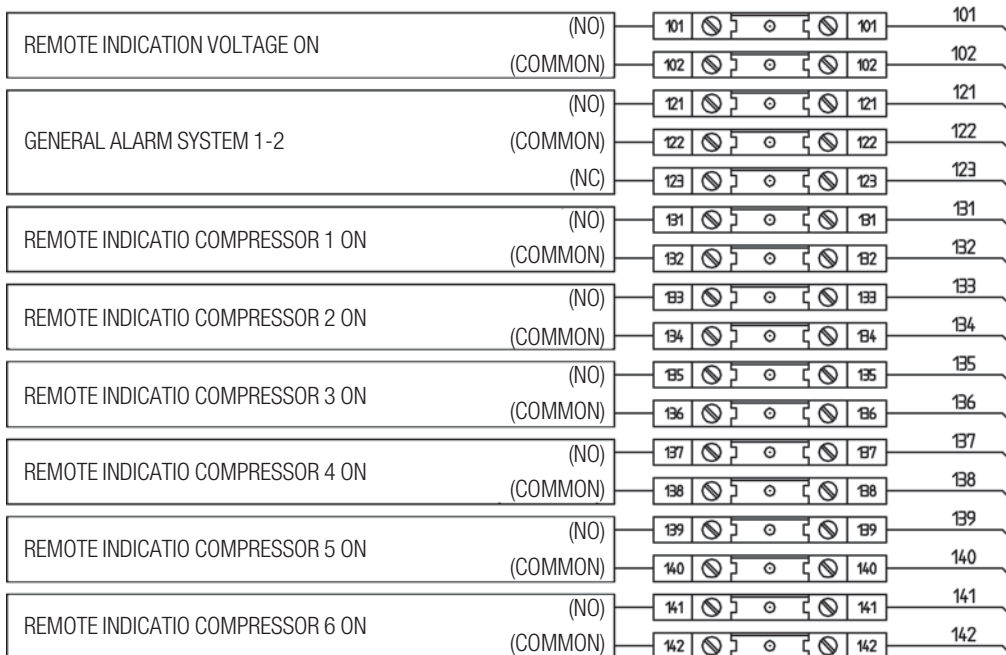 (NO) 101 101 101
REMOTE INDICATION VOLTAGE ON
(COMMON) 102 102 102
(NO) 121 121 121
GENERAL ALARM SYSTEM 1-2 (COMMON) 122 122 122
(NC) 123 123 123
(NO) 131 131 131
REMOTE INDICATIO COMPRESSOR 1 ON
(COMMON) 132 132 132
(NO) 133 133 133
REMOTE INDICATIO COMPRESSOR 2 ON
(COMMON) 134 134 134
(NO) 135 135 135
REMOTE INDICATIO COMPRESSOR 3 ON
(COMMON) 136 136 136
(NO) 137 137 137
REMOTE INDICATIO COMPRESSOR 4 ON
(COMMON) 138 138 138
(NO) 139 139 139
REMOTE INDICATIO COMPRESSOR 5 ON
(COMMON) 140 140 140
(NO) 141 141 141
REMOTE INDICATIO COMPRESSOR 6 ON
(COMMON) 142 142 142